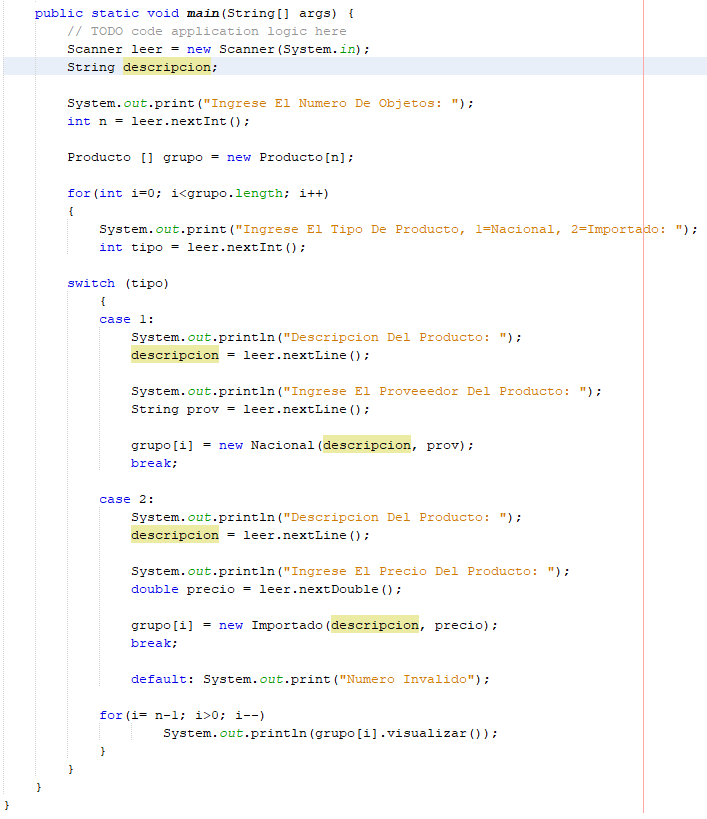 public static void main(String[] args) {
// TODO code application logic here
Scanner leer = new Scanner(System.in);
String descripcion;
System.out.print("Ingrese El Numero De Objetos: ");
int n = leer.nextInt();
Producto [] grupo = new Producto[n];
for(int i=0; i<grupo.length; i++)
{
System.out.print("Ingrese El Tipo De Producto, 1=Nacional, 2=Importado: ");
int tipo = leer.nextInt();
switch (tipo)
{
case 1:
System.out.println("Descripcion Del Producto: ");
descripcion = leer.nextLine();
System.out.println("Ingrese El Proveeedor Del Producto: ");
String prov = leer.nextLine();
grupo[i] = new Nacional(descripcion, prov);
break;
case 2:
System.out.println("Descripcion Del Producto: ");
descripcion = leer.nextLine();
System.out.println("Ingrese El Precio Del Producto: ");
double precio = leer.nextDouble();
grupo[i] = new Importado(descripcion, precio);
break;
default: System.out.print("Numero Invalido");
for(i= n-1; i>0; i--)
System.out.println(grupo[i].visualizar());
}
}
}
}